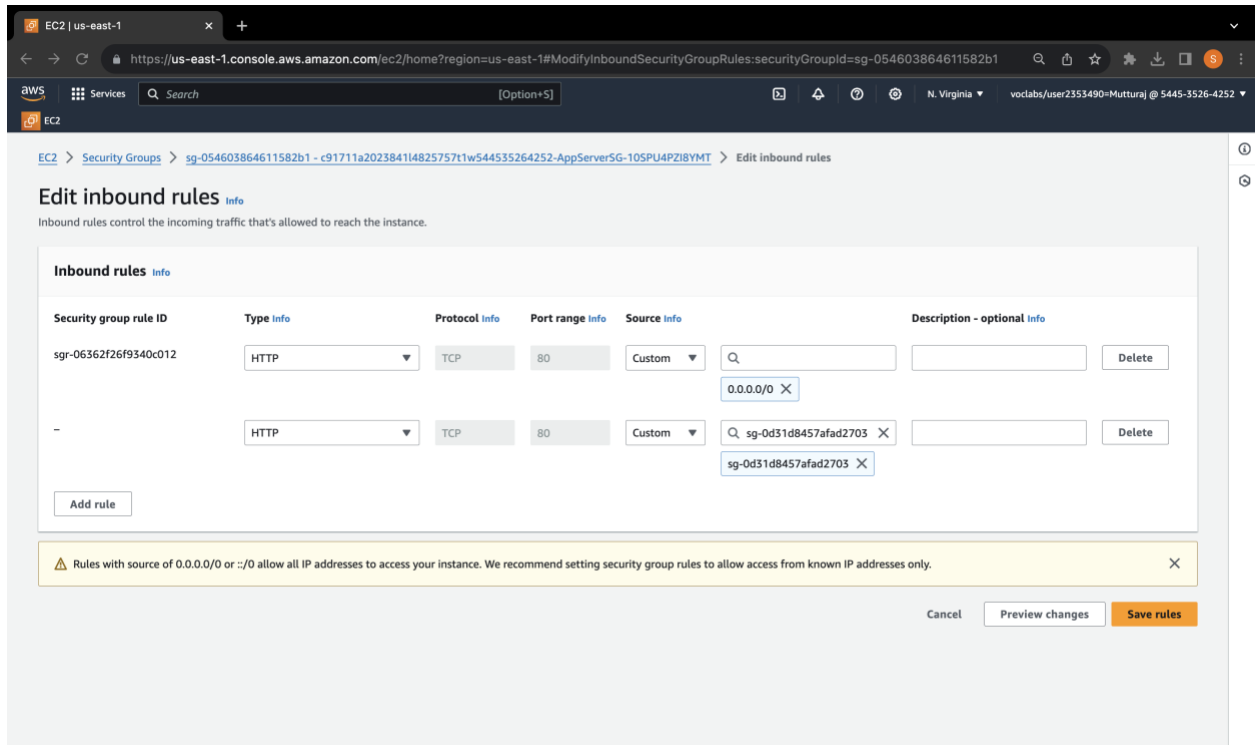 EC2 | us-east-1
https://us-east-1.console.aws.amazon.com/ec2/home?region=us-east-1#ModifyInboundSecurityGroupRules:securityGroupId=sg-054603864611582b1
S
aws
Services
Search
[Option+S]
N. Virginia
voclabs/user2353490=Mutturaj @ 5445-3526-4252
EC2
EC2 > Security Groups > sg-054603864611582b1 - c91711a2023841l4825757t1w544535264252-AppServerSG-10SPU4PZI8YMT > Edit inbound rules
Edit inbound rules Info
Inbound rules control the incoming traffic that's allowed to reach the instance.
Inbound rules Info
Security group rule ID Type Info Protocol Info Port range Info Source Info Description - optional Info
sgr-06362f26f9340c012 HTTP TCP 80 Custom Delete
0.0.0.0/0
– HTTP TCP 80 Custom sg-0d31d8457afad2703 Delete
sg-0d31d8457afad2703
Add rule
Rules with source of 0.0.0.0/0 or ::/0 allow all IP addresses to access your instance. We recommend setting security group rules to allow access from known IP addresses only.
Cancel Preview changes Save rules